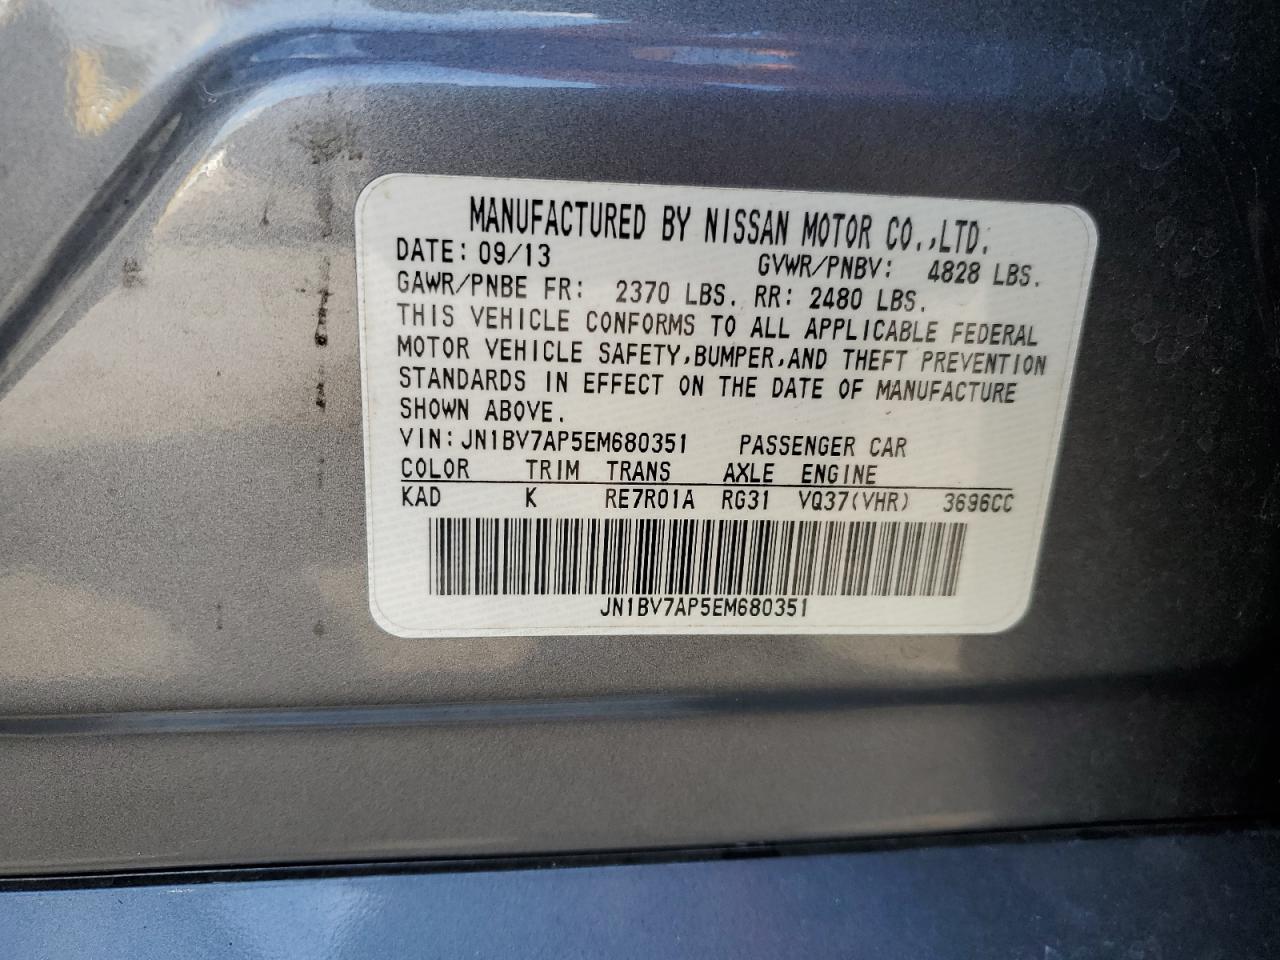 MANUFACTURED BY NISSAN MOTOR CO.,LTD.
DATE: 09/13 GVWR/PNBV: 4828 LBS.
GAWR/PNBE FR: 2370 LBS. RR: 2480 LBS.
THIS VEHICLE CONFORMS TO ALL APPLICABLE FEDERAL
MOTOR VEHICLE SAFETY,BUMPER,AND THEFT PREVENTION
STANDARDS IN EFFECT ON THE DATE OF MANUFACTURE
SHOWN ABOVE.
VIN:JN1BV7AP5EM680351 PASSENGER CAR
COLOR TRIM TRANS AXLE ENGINE
KAD K RE7R01A RG31 VQ37(VHR) 3696CC
JN1BV7AP5EM680351